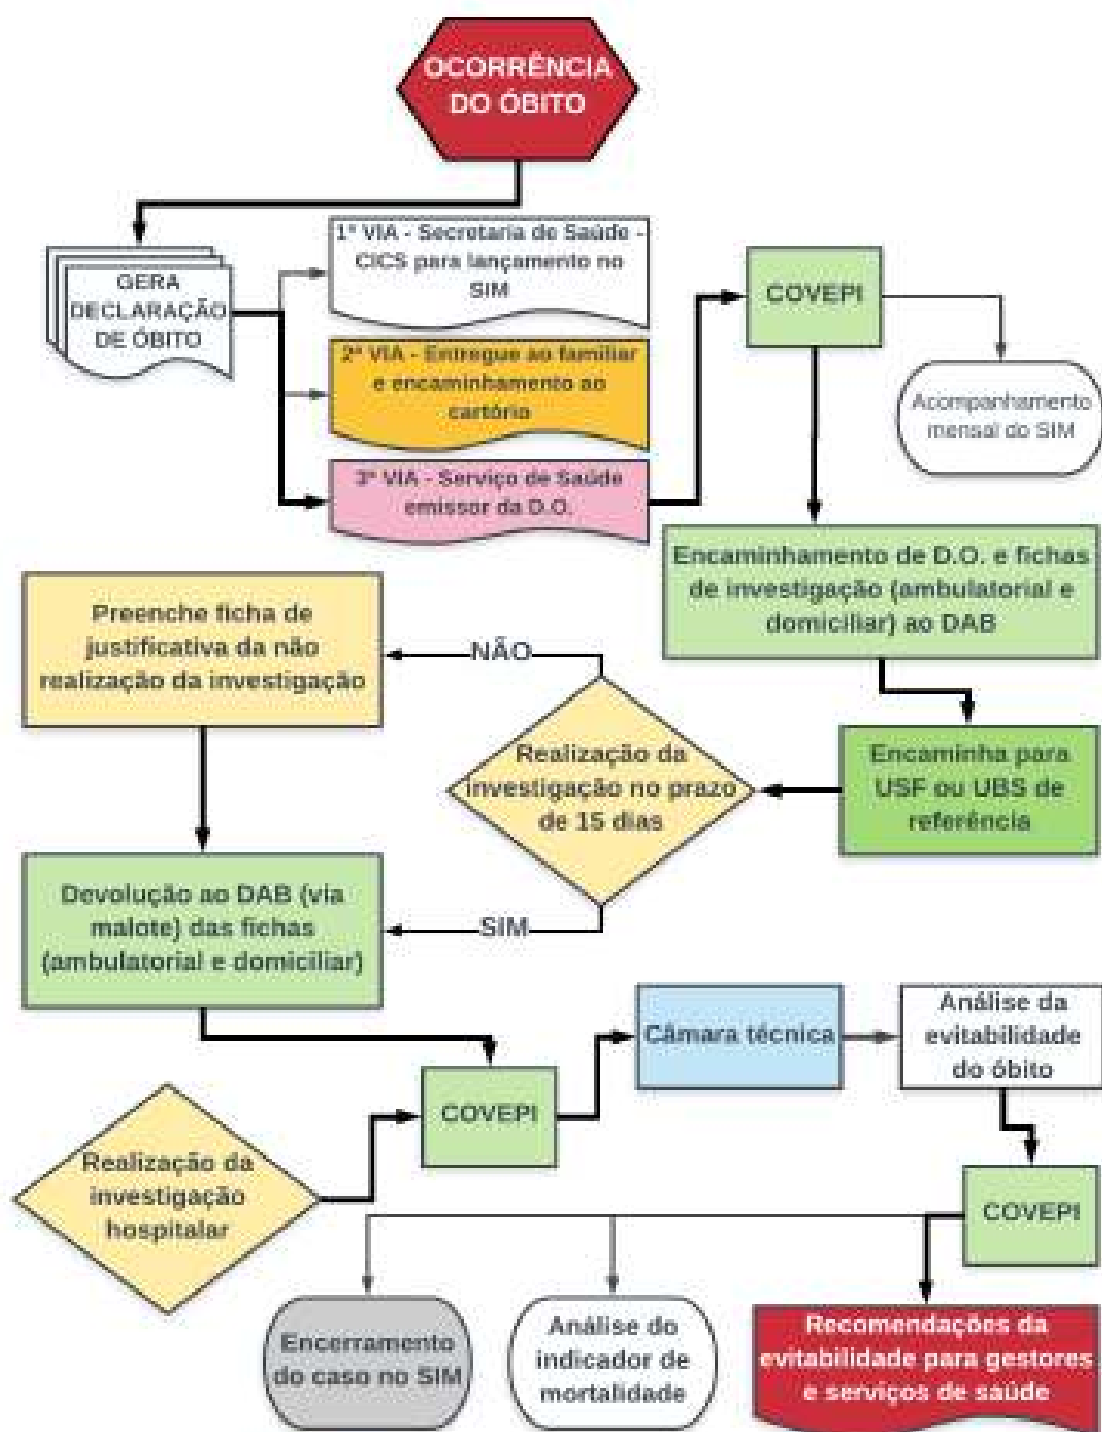 OCORRÊNCIA
DO ÓBITO
GERA
DECLARAÇÃO
DE ÓBITO
1ª VIA - Secretaria de Saúde -
CICS para lançamento no
SIM
2ª VIA - Entregue ao familiar
e encaminhamento ao
cartório
3ª VIA - Serviço de Saúde
emissor da D.O.
COVEPI
Acompanhamento
mensal do SIM
Encaminhamento de D.O. e fichas
de investigação (ambulatorial e
domiciliar) ao DAB
Encaminha para
USF ou UBS de
referência
Realização da
investigação no prazo
de 15 dias
NÃO
Preenche ficha de
justificativa da não
realização da investigação
SIM
Devolução ao DAB (via
malote) das fichas
(ambulatorial e domiciliar)
Realização da
investigação
hospitalar
COVEPI
Câmara técnica
Análise da
evitabilidade
do óbito
COVEPI
Encerramento
do caso no SIM
Análise do
indicador de
mortalidade
Recomendações da
evitabilidade para gestores
e serviços de saúde